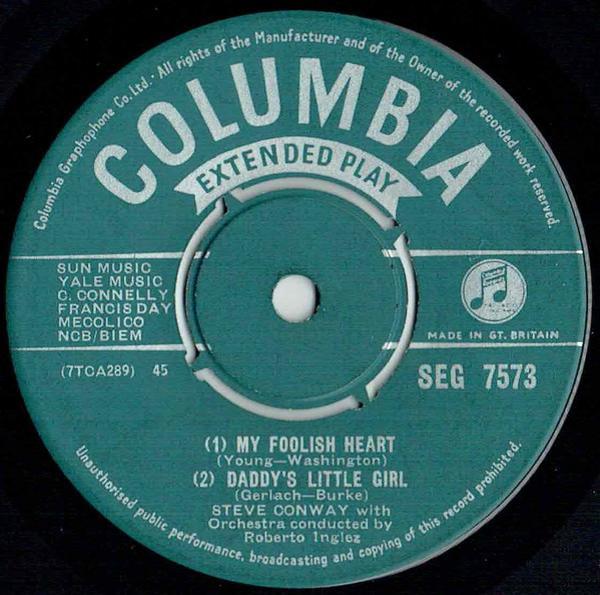 Columbia Graphophone Co. Ltd. · All rights of the Manufacturer and of the Owner of the recorded work reserved.
COLUMBIA
EXTENDED PLAY
SUN MUSIC
YALE MUSIC
C. CONNELLY
FRANCIS DAY
MECOLICO
NCB/BIEM
MADE IN GT. BRITAIN
(7TCA289) 45
SEG 7573
(1) MY FOOLISH HEART
(Young—Washington)
(2) DADDY'S LITTLE GIRL
(Gerlach—Burke)
STEVE CONWAY with
Orchestra conducted by
Roberto Inglez
Unauthorised public performance, broadcasting and copying of this record prohibited.